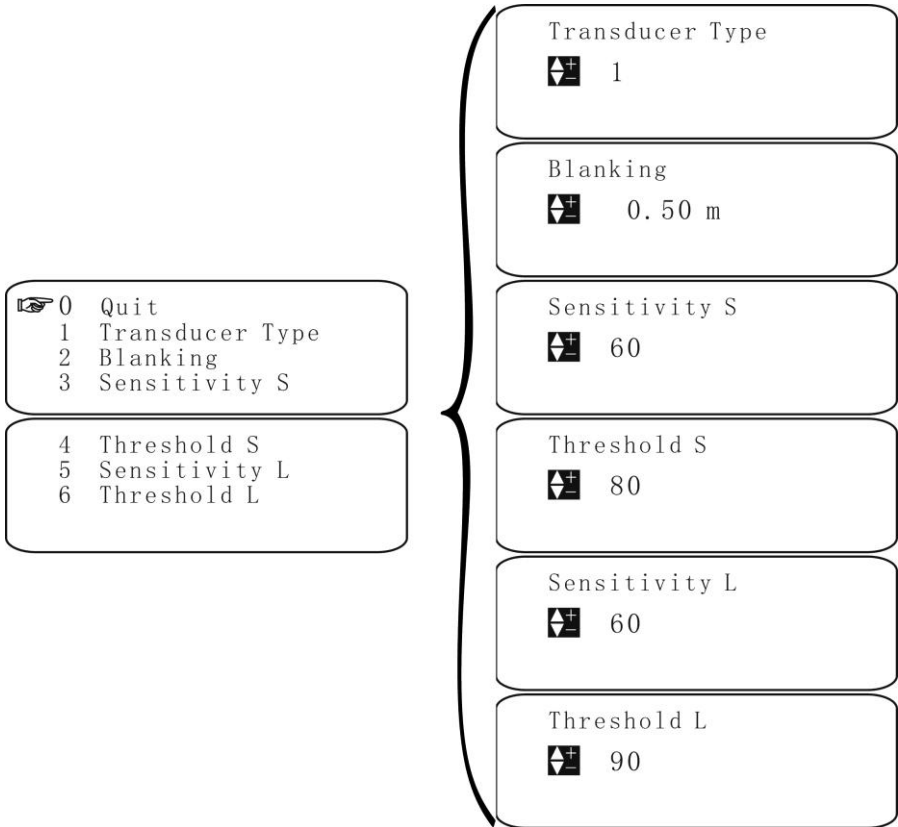 0 Quit
1 Transducer Type
2 Blanking
3 Sensitivity S
4 Threshold S
5 Sensitivity L
6 Threshold L
Transducer Type
1
Blanking
0.50 m
Sensitivity S
60
Threshold S
80
Sensitivity L
60
Threshold L
90